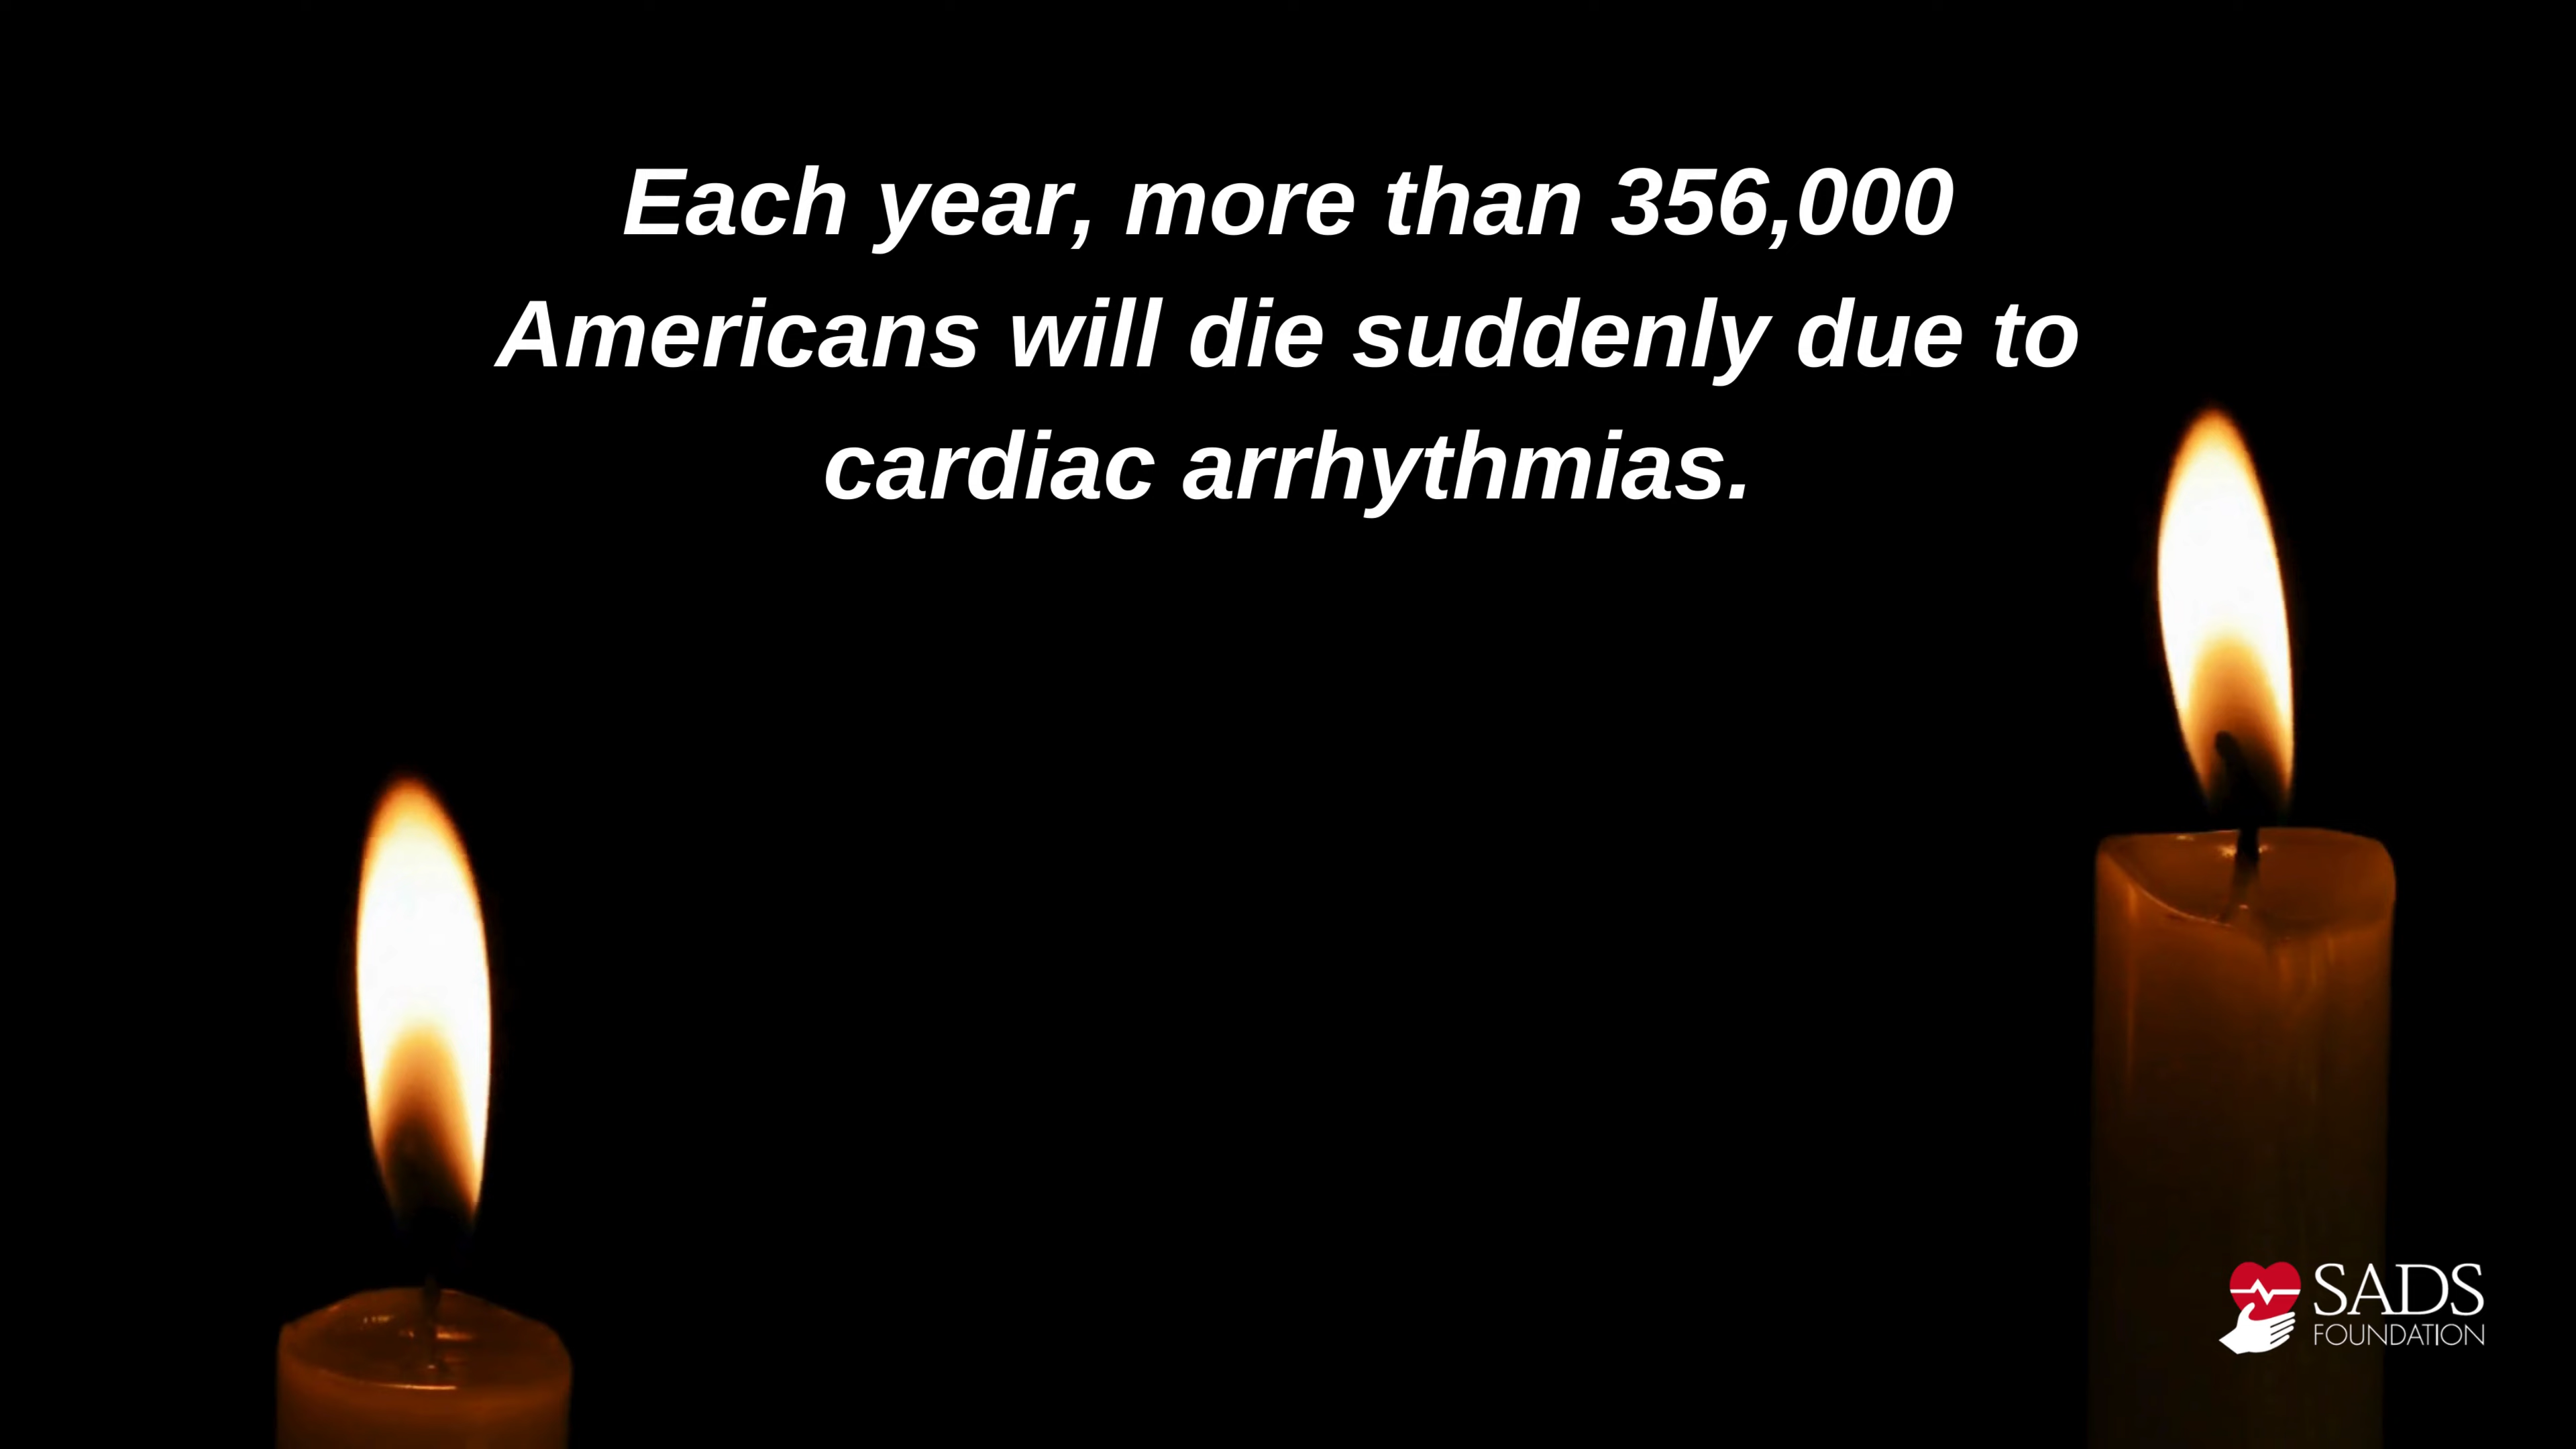 Each year, more than 356,000
Americans will die suddenly due to
cardiac arrhythmias.
SADS
FOUNDATION